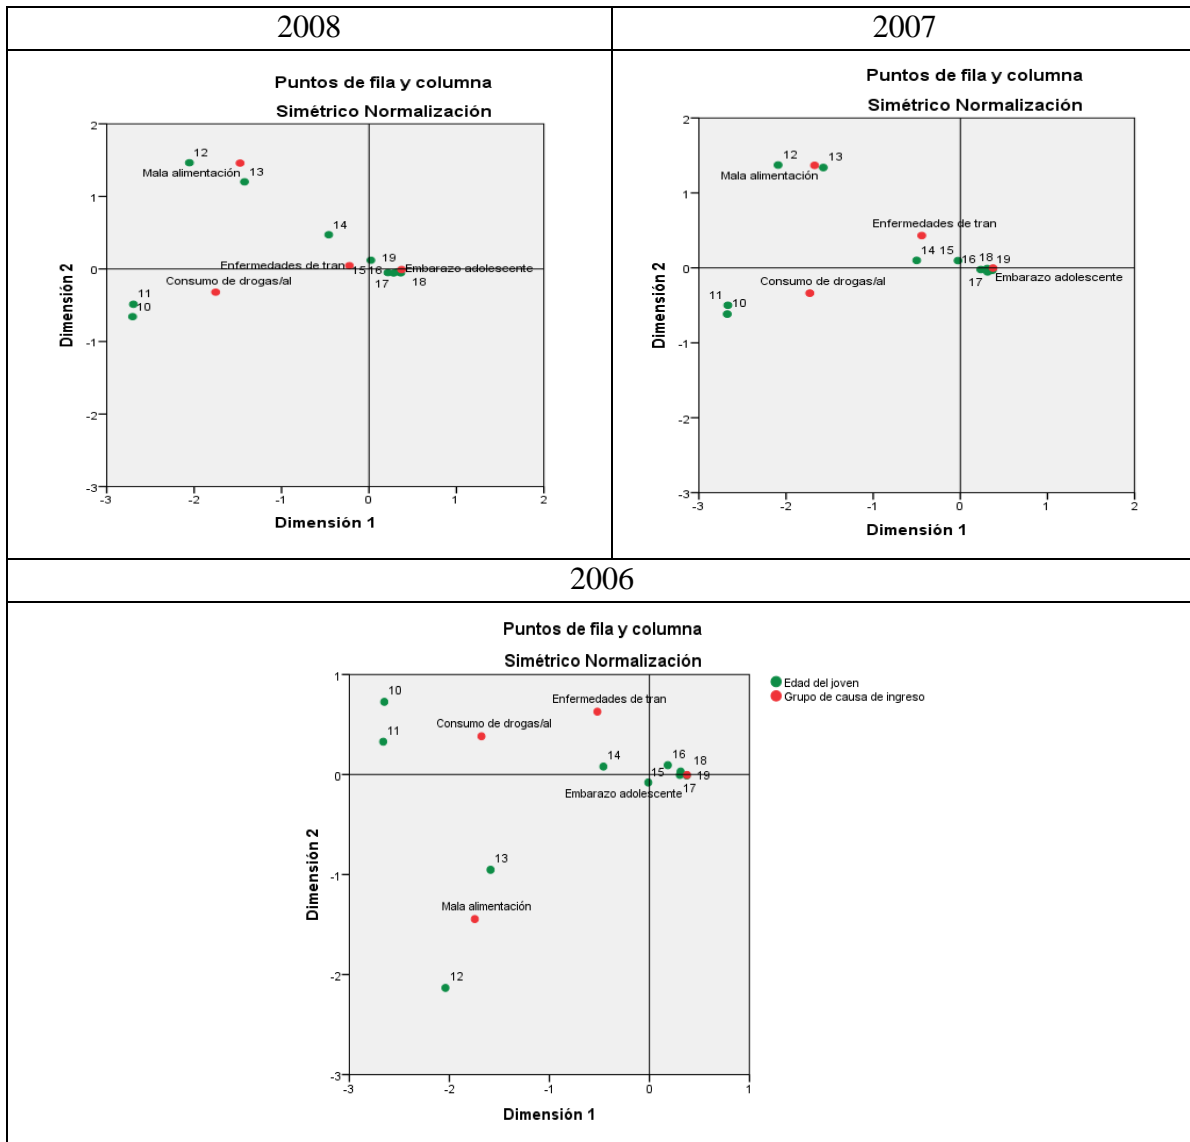 2008
2007
Puntos de fila y columna
Simétrico Normalización
2
1
0
-1
-2
-3
-3
-2
-1
0
1
2
Dimensión 2
Dimensión 1
12
Mala alimentación
13
14
19
Enfermedades de tran
15
16
Embarazo adolescente
17
18
Consumo de drogas/al
11
10
Puntos de fila y columna
Simétrico Normalización
2
1
0
-1
-2
-3
-3
-2
-1
0
1
2
Dimensión 2
Dimensión 1
12
13
Mala alimentación
Enfermedades de tran
14
15
16
18
19
17
Embarazo adolescente
Consumo de drogas/al
11
10
2006
Puntos de fila y columna
Simétrico Normalización
1
0
-1
-2
-3
-3
-2
-1
0
1
Dimensión 2
Dimensión 1
10
Enfermedades de tran
Consumo de drogas/al
11
14
16
18
15
19
17
Embarazo adolescente
13
Mala alimentación
12
Edad del joven
Grupo de causa de ingreso